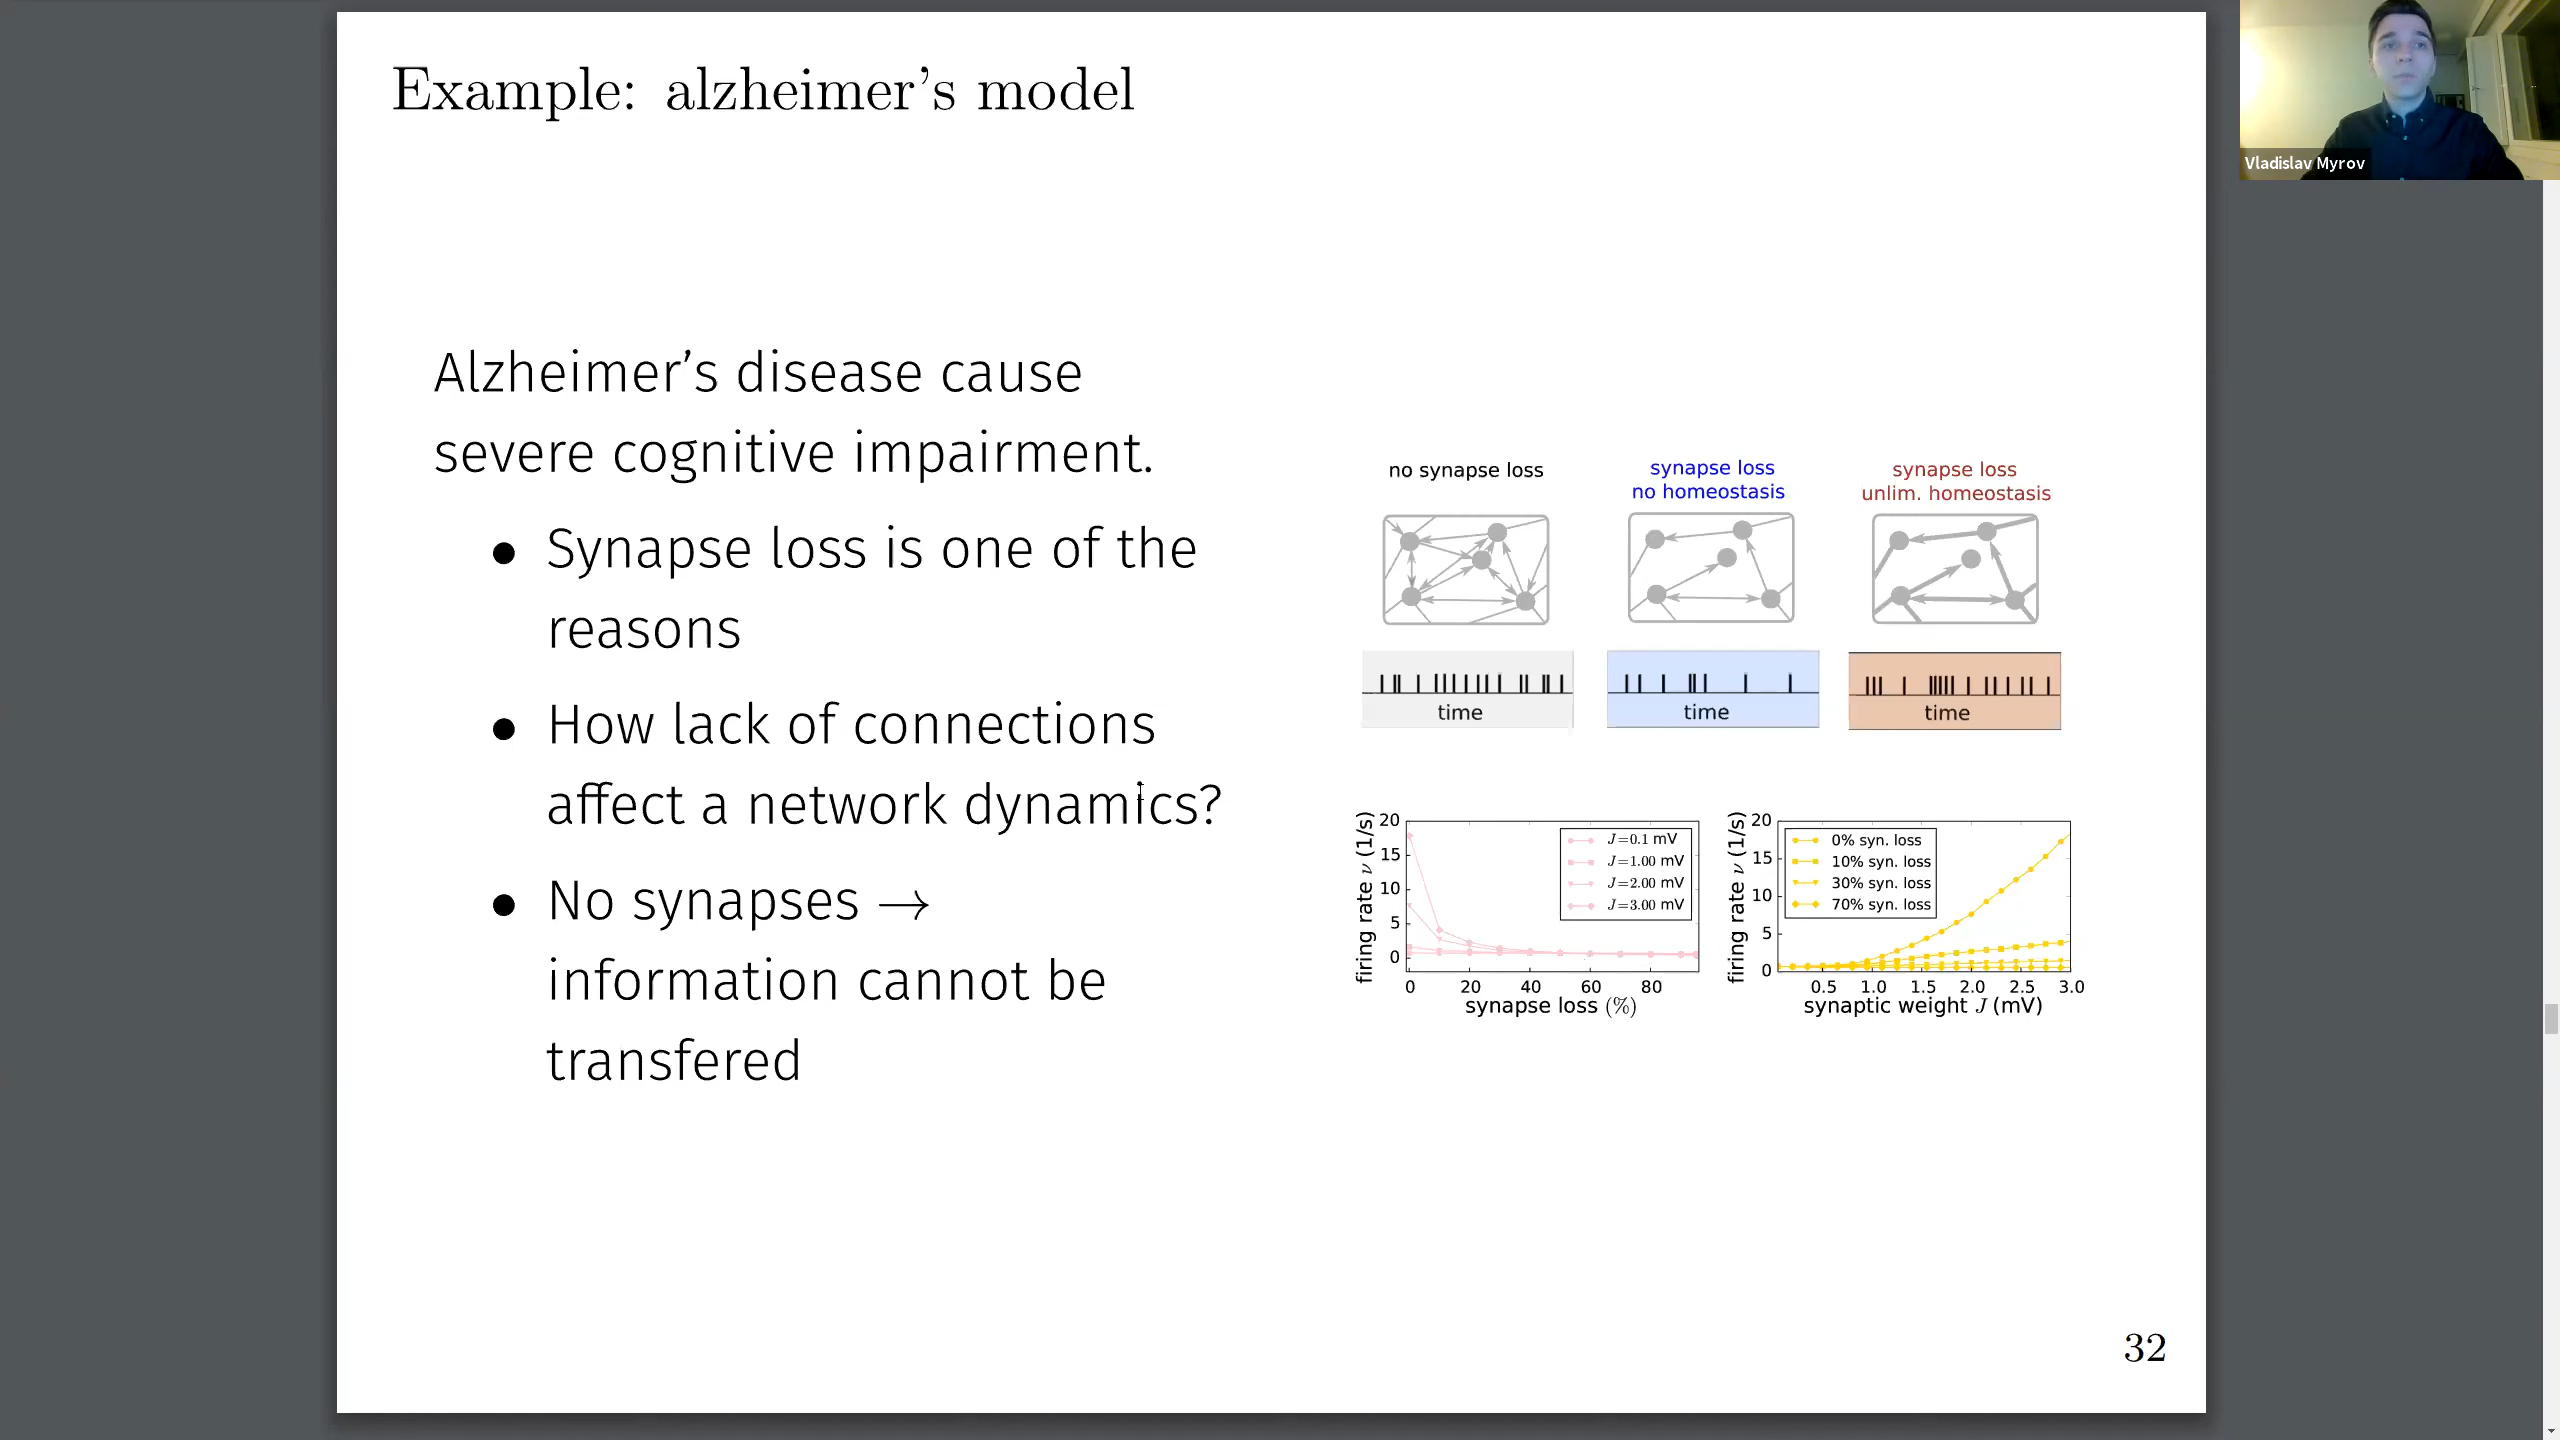 Example: alzheimer's model
Vladislav Myrov
Alzheimer's disease cause
severe cognitive impairment.
• Synapse loss is one of the
reasons
• How lack of connections
affect a network dynamics?
• No synapses →
information cannot be
transfered
no synapse loss
synapse loss
no homeostasis
synapse loss
unlim. homeostasis
time
time
time
firing rate ν (1/s)
20
15
10
5
0
J=0.1 mV
J=1.00 mV
J=2.00 mV
J=3.00 mV
0 20 40 60 80
synapse loss (%)
firing rate ν (1/s)
20
15
10
5
0
0% syn. loss
10% syn. loss
30% syn. loss
70% syn. loss
0.5 1.0 1.5 2.0 2.5 3.0
synaptic weight J (mV)
32